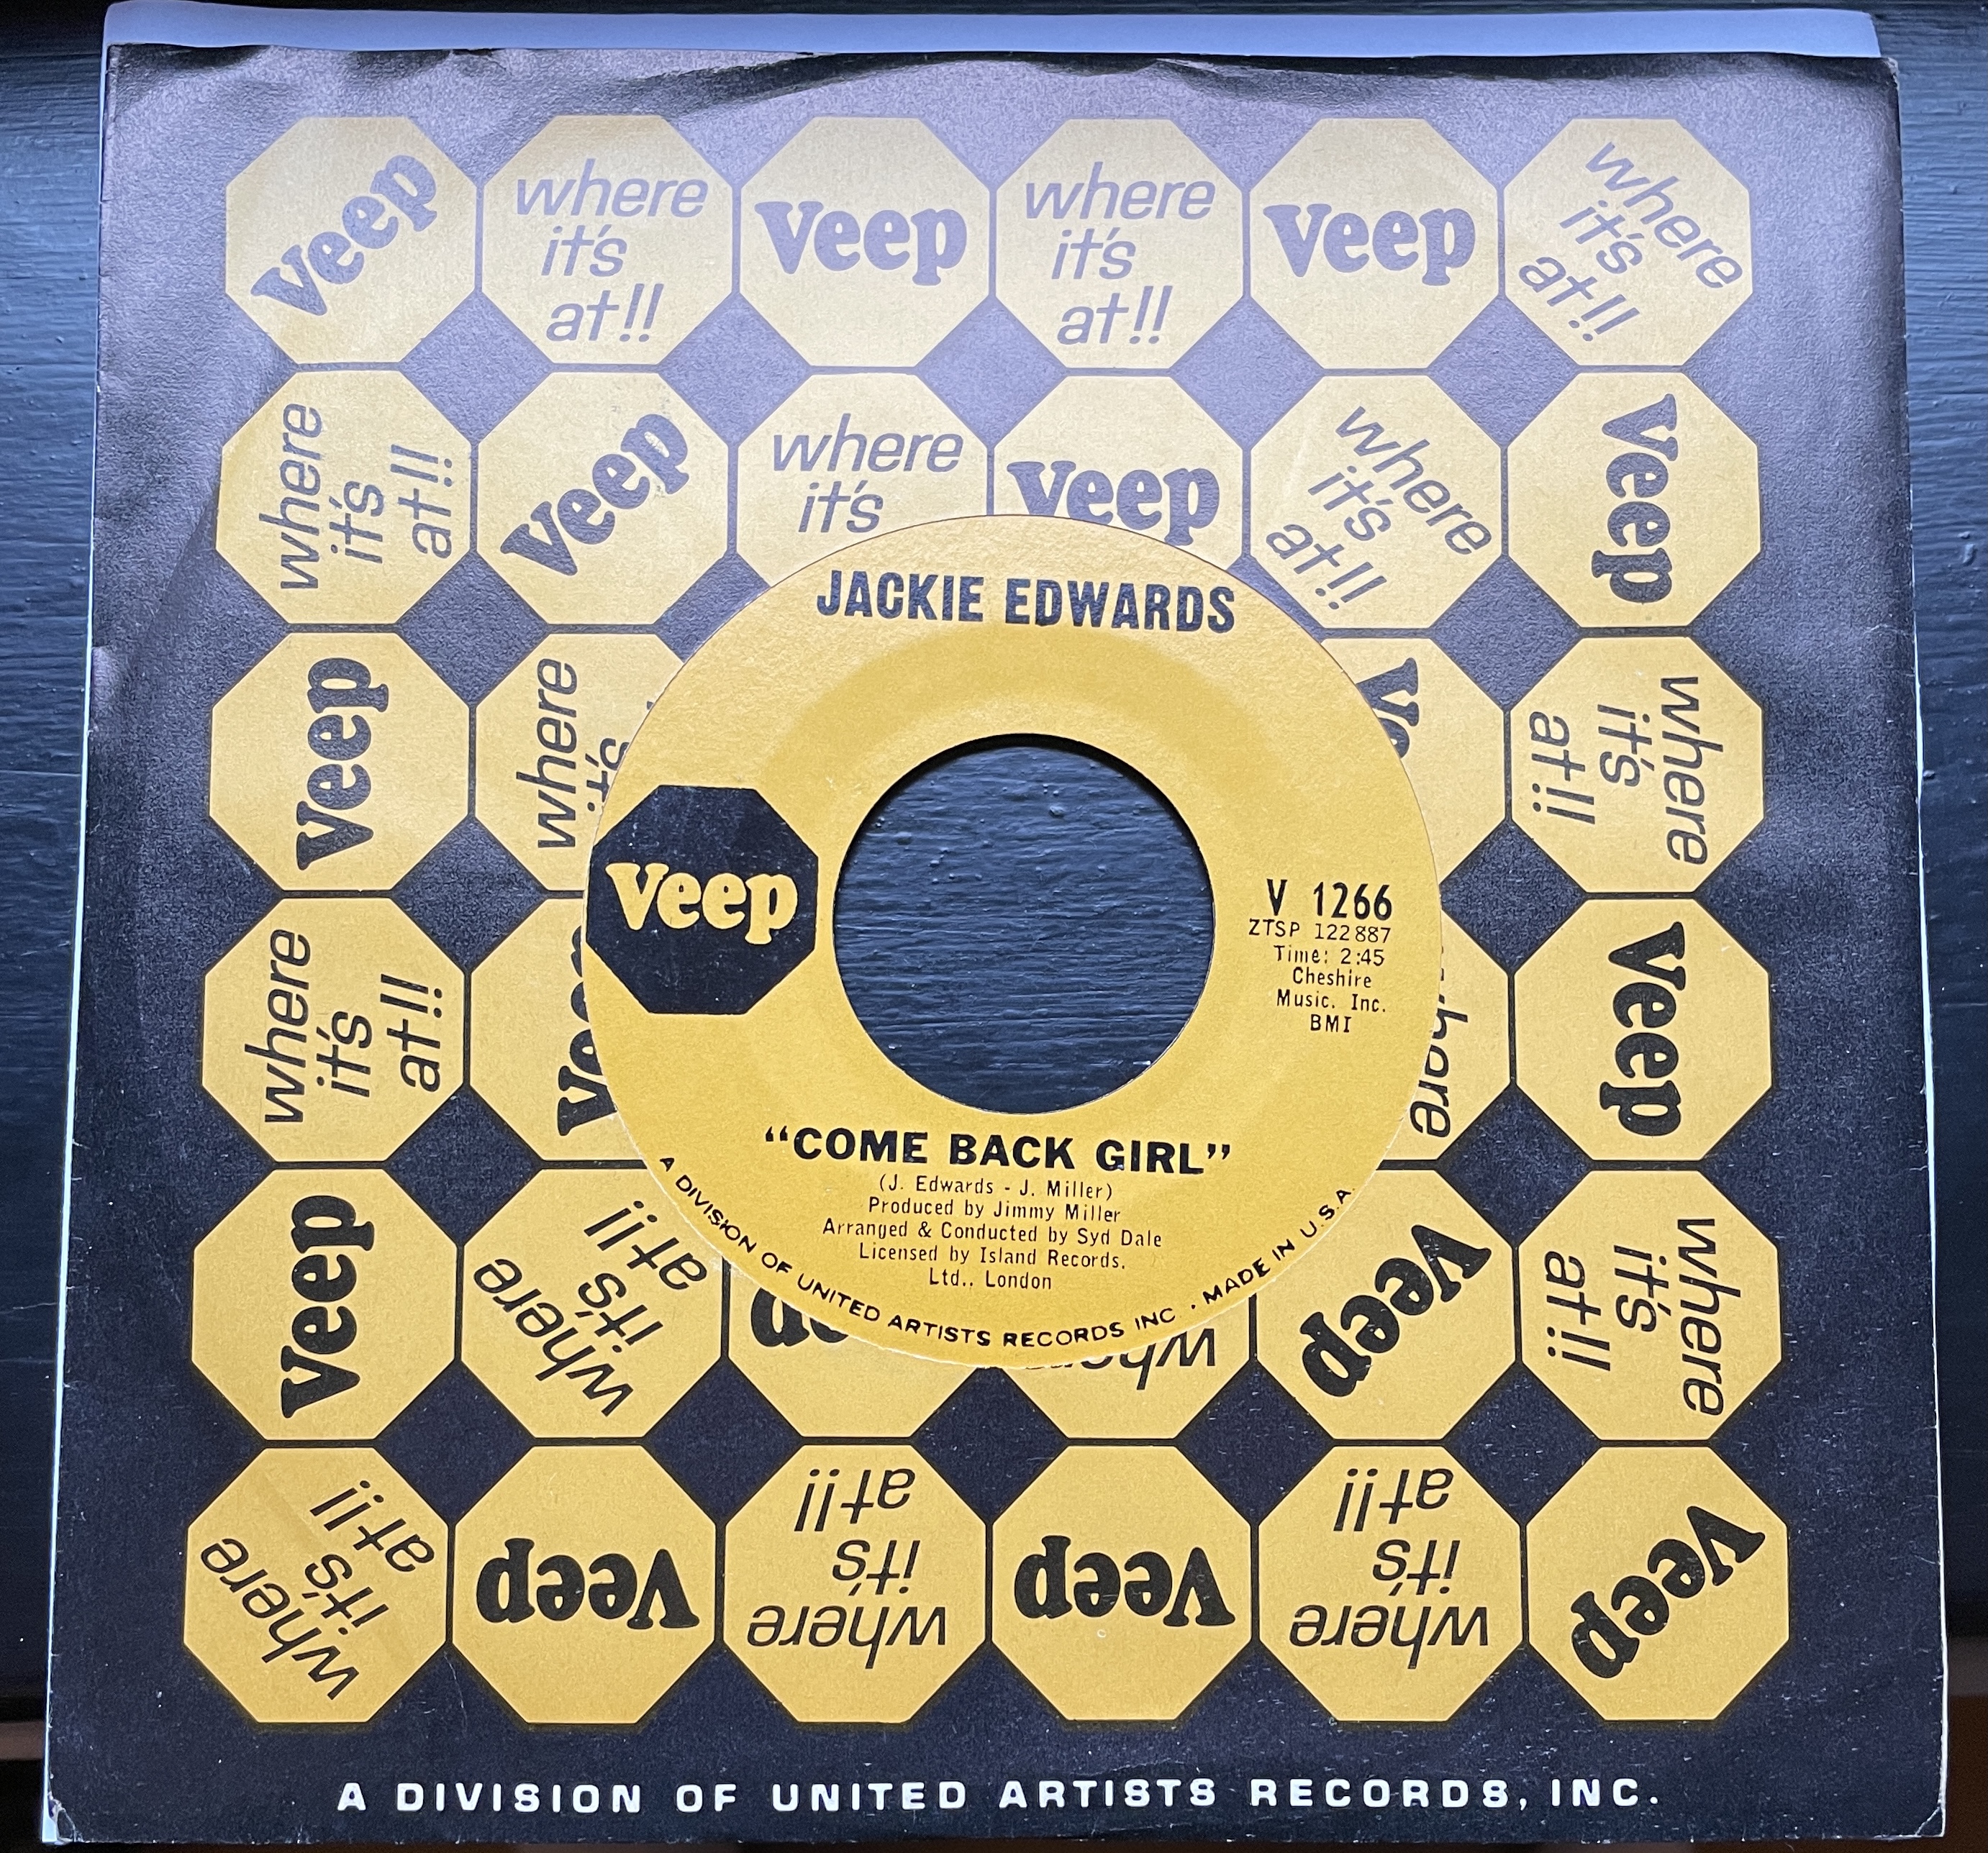 Veep
where
it's
at!!
Veep
where
it's
at!!
Veep
where
it's
at!!
where
it's
at!!
Veep
where
it's
Veep
where
it's
at!!
Veep
JACKIE EDWARDS
Veep
where
it's
Ve
where
it's
at!!
Veep
V 1266
ZTSP 122887
Time: 2:45
Cheshire
Music. Inc.
BMI
where
it's
at!!
Veep
"COME BACK GIRL"
(J. Edwards - J. Miller)
Produced by Jimmy Miller
Arranged & Conducted by Syd Dale
Licensed by Island Records.
Ltd.. London
A DIVISION OF UNITED ARTISTS RECORDS INC · MADE IN U.S.A.
Veep
where
it's
at!!
Veep
where
it's
at!!
where
it's
at!!
Veep
where
it's
at!!
Veep
where
it's
at!!
Veep
A DIVISION OF UNITED ARTISTS RECORDS, INC.